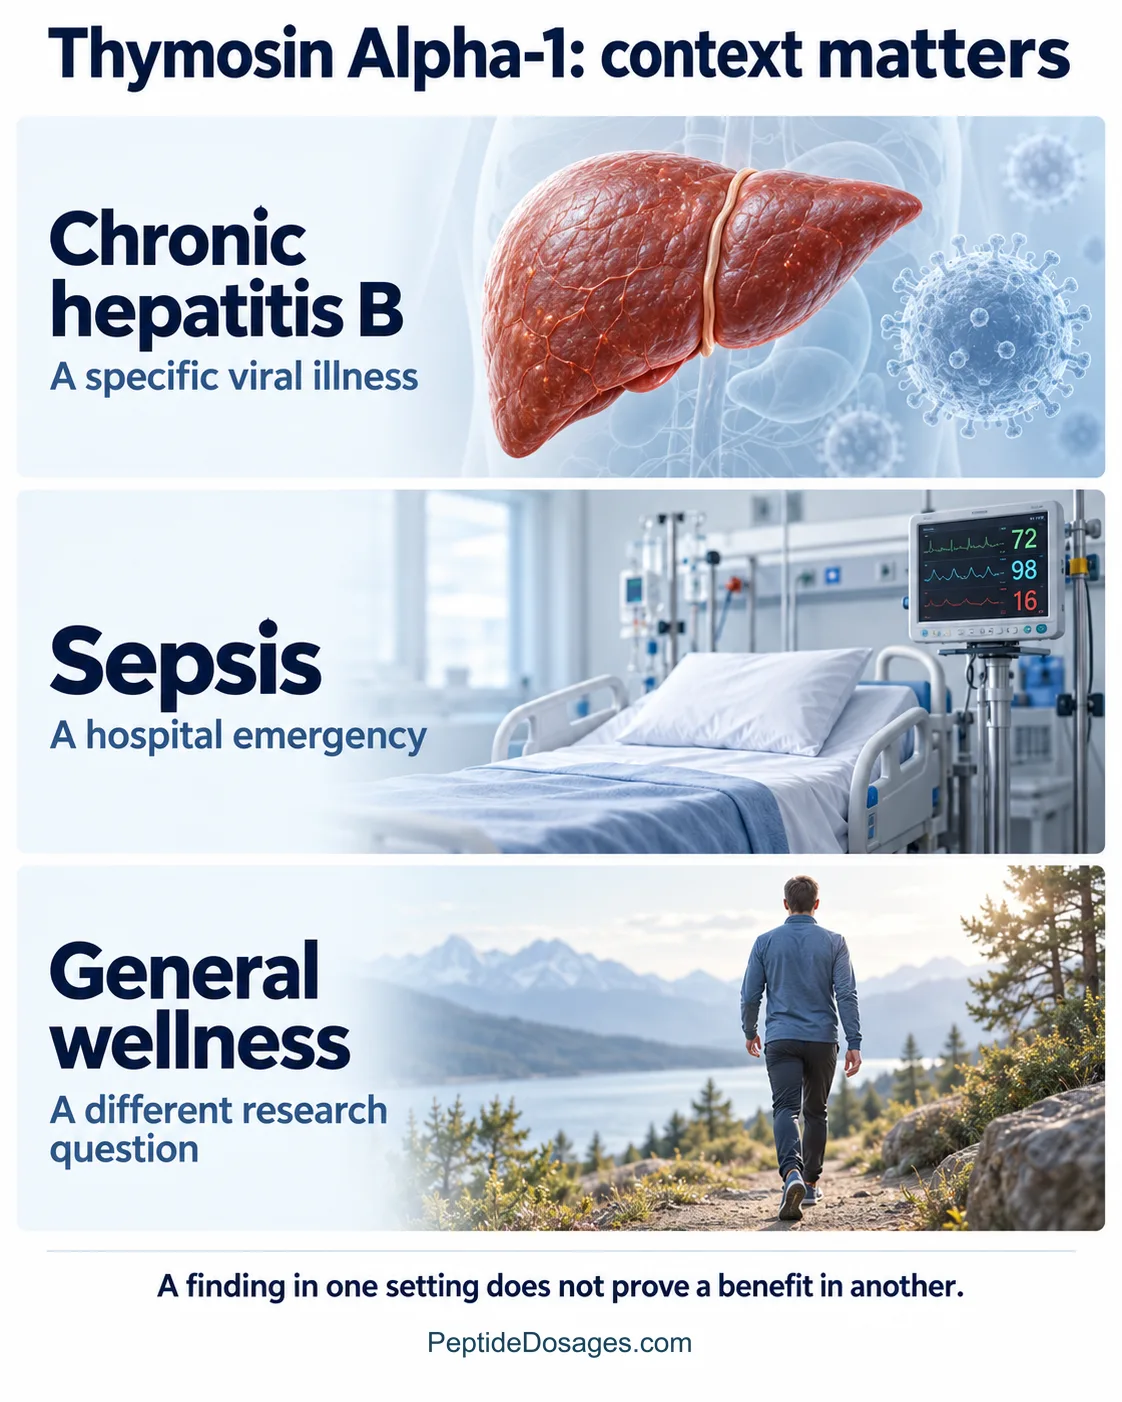 Thymosin Alpha-1: context matters
Chronic
hepatitis B
A specific viral illness
72
98
16
Sepsis
A hospital emergency
General
wellness
A different research
question
A finding in one setting does not prove a benefit in another.
PeptideDosages.com